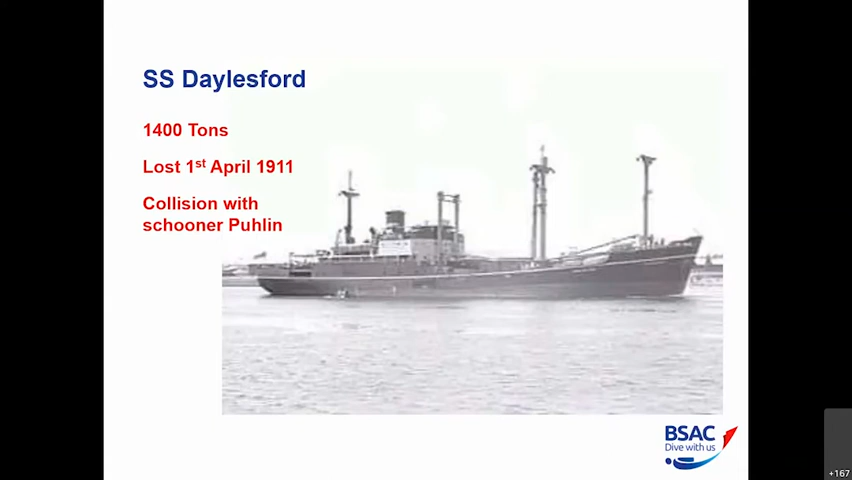 SS Daylesford
1400 Tons
Lost 1st April 1911
Collision with
schooner Puhlin
BSAC
Dive with us
+167